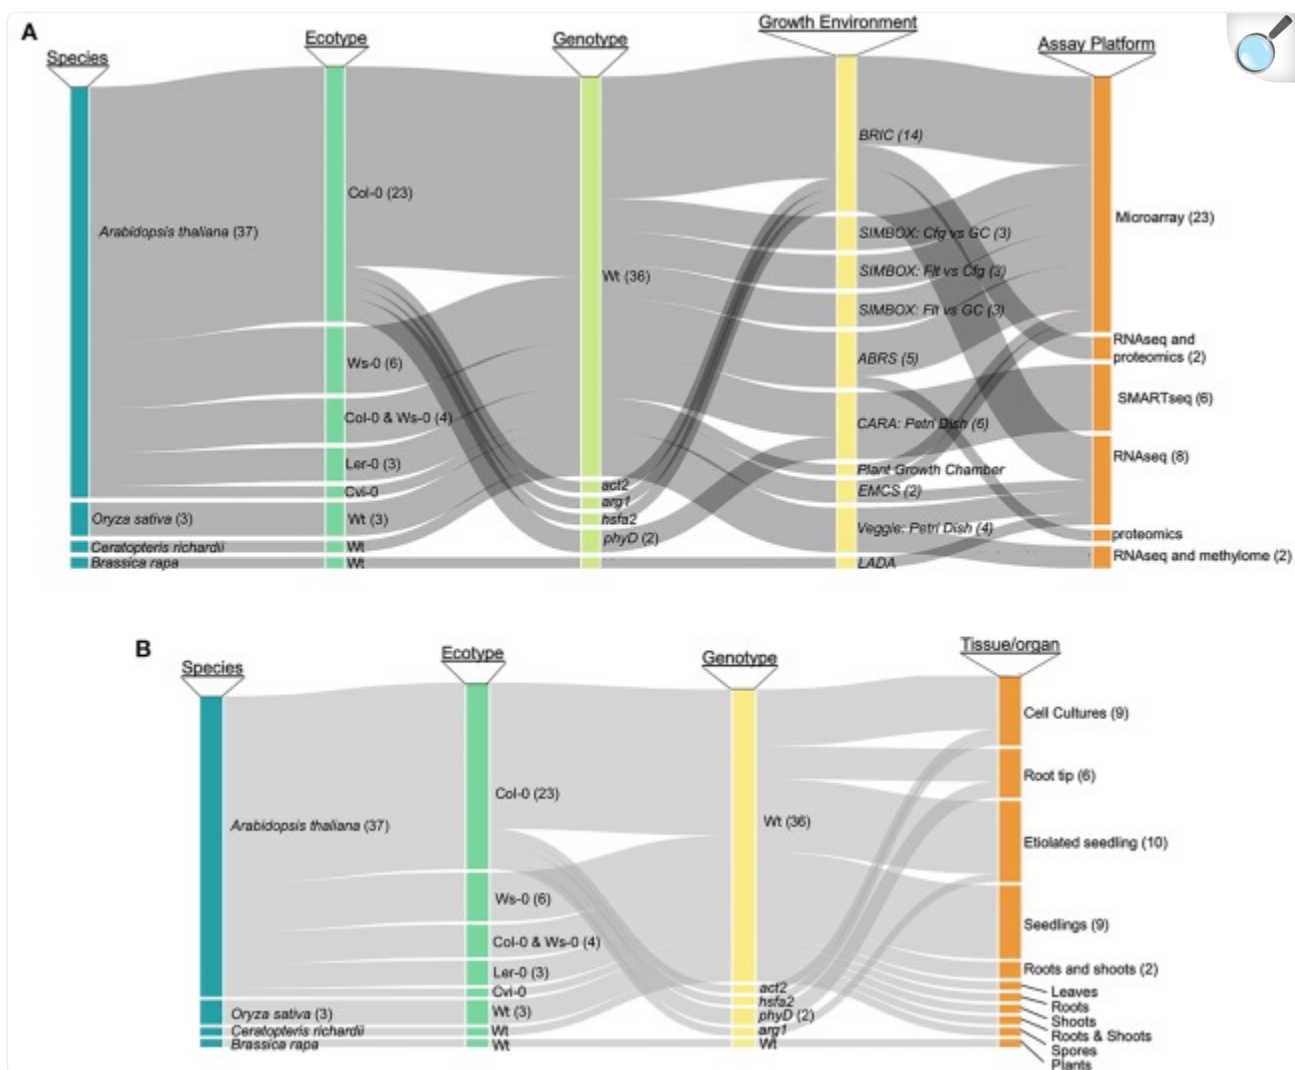 A
Species
Ecotype
Genotype
Growth Environment
Assay Platform
Arabidopsis thaliana (37)
Oryza sativa (3)
Ceratopteris richardii
Brassica rapa
Col-0 (23)
Ws-0 (6)
Col-0 & Ws-0 (4)
Ler-0 (3)
Cvi-0
Wt (3)
Wt
Wt
Wt (36)
act2
arg1
hsfa2
phyD (2)
BRIC (14)
SIMBOX: Cfg vs GC (3)
SIMBOX: Flt vs Cfg (3)
SIMBOX: Flt vs GC (3)
ABRS (5)
CARA: Petri Dish (6)
Plant Growth Chamber
EMCS (2)
Veggie: Petri Dish (4)
LADA
Microarray (23)
RNAseq and
proteomics (2)
SMARTseq (6)
RNAseq (8)
proteomics
RNAseq and methylome (2)
B
Species
Ecotype
Genotype
Tissue/organ
Arabidopsis thaliana (37)
Oryza sativa (3)
Ceratopteris richardii
Brassica rapa
Col-0 (23)
Ws-0 (6)
Col-0 & Ws-0 (4)
Ler-0 (3)
Cvi-0
Wt (3)
Wt
Wt
Wt (36)
act2
hsfa2
phyD (2)
arg1
Wt
Cell Cultures (9)
Root tip (6)
Etiolated seedling (10)
Seedlings (9)
Roots and shoots (2)
Leaves
Roots
Shoots
Roots & Shoots
Spores
Plants